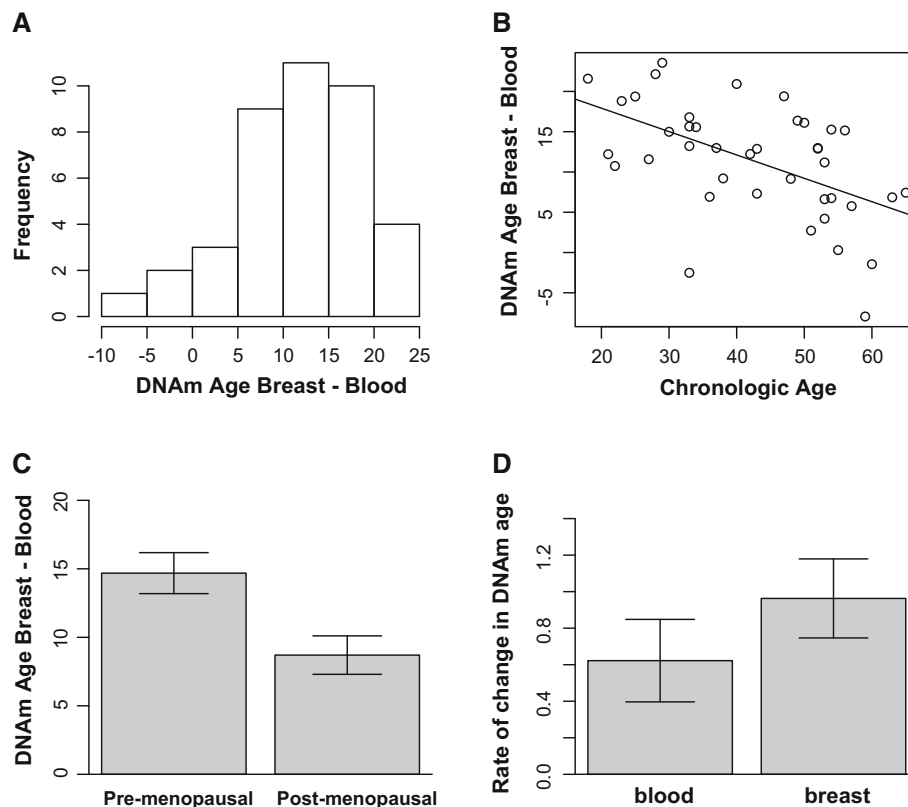 A
Frequency
0 2 4 6 8 10
-10 -5 0 5 10 15 20 25
DNAm Age Breast - Blood
B
DNAm Age Breast - Blood
-5 5 15
20 30 40 50 60
Chronologic Age
C
DNAm Age Breast - Blood
0 5 10 15 20
Pre-menopausal Post-menopausal
D
Rate of change in DNAm age
0.0 0.4 0.8 1.2
blood breast